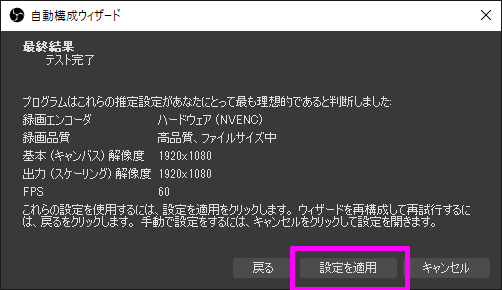 自動構成ウィザード
最終結果
テスト完了
プログラムはこれらの推定設定があなたにとって最も理想的であると判断しました:
録画エンコーダ ハードウェア (NVENC)
録画品質 高品質、ファイルサイズ中
基本 (キャンバス) 解像度 1920x1080
出力 (スケーリング) 解像度 1920x1080
FPS 60
これらの設定を使用するには、設定を適用をクリックします。ウィザードを再構成して再試行するに
は、戻るをクリックします。手動で設定をするには、キャンセルをクリックして設定を開きます。
戻る 設定を適用 キャンセル